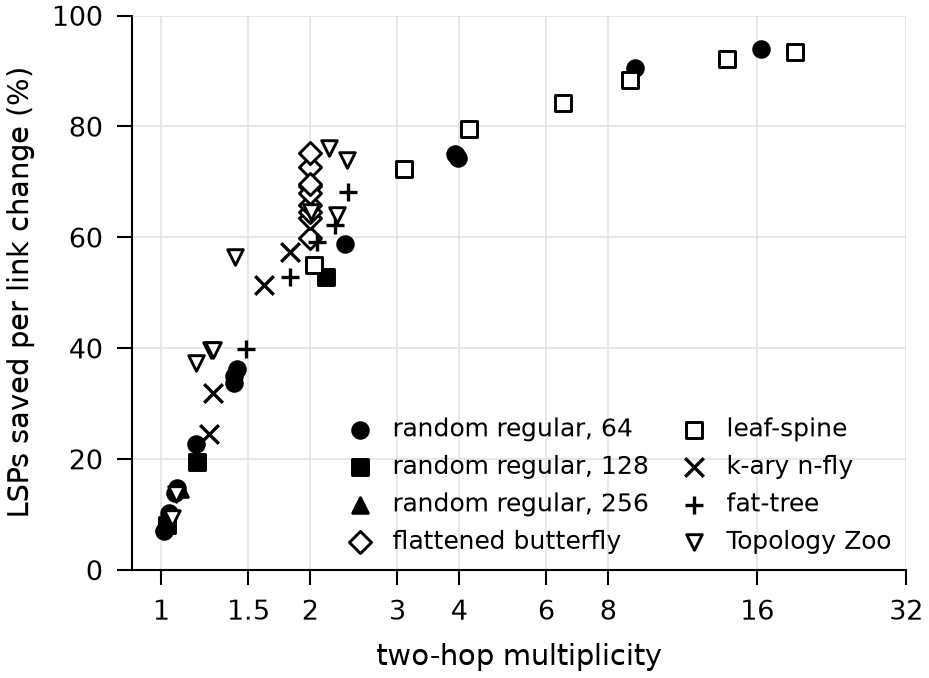 LSPs saved per link change (%)
100
80
60
40
20
0
random regular, 64
random regular, 128
random regular, 256
flattened butterfly
leaf-spine
k-ary n-fly
fat-tree
Topology Zoo
1 1.5 2 3 4 6 8 16 32
two-hop multiplicity